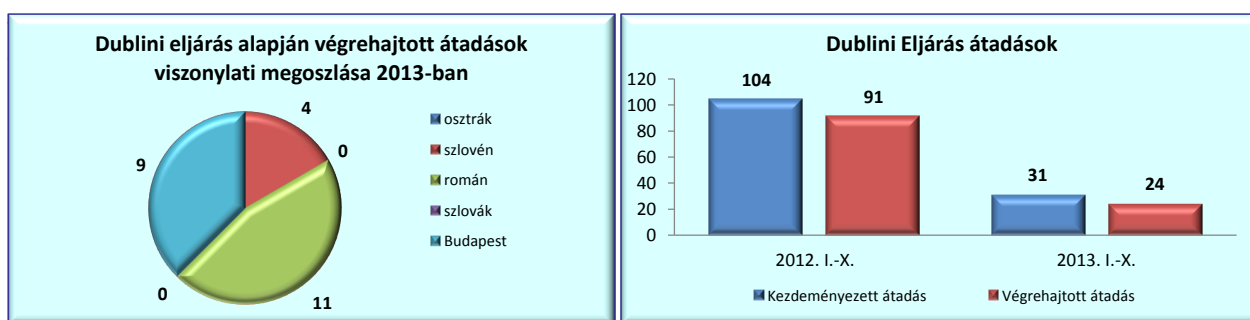 Dublini eljárás alapján végrehajtott átadások
viszonylati megoszlása 2013-ban
4
0
9
0
11
osztrák
szlovén
román
szlovák
Budapest
Dublini Eljárás átadások
120
100
80
60
40
20
0
104
91
31
24
2012. I.-X.
2013. I.-X.
Kezdeményezett átadás
Végrehajtott átadás